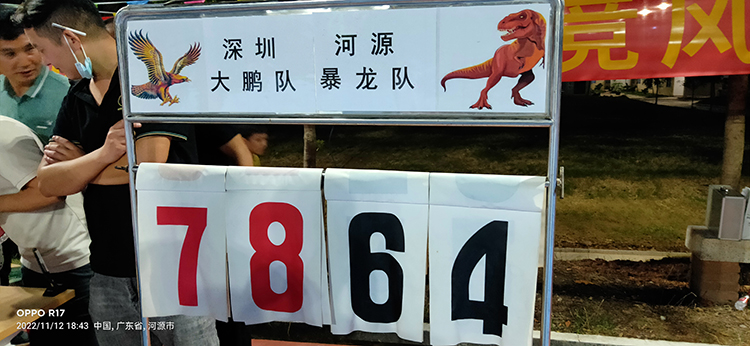 深圳 河源
大鹏队 暴龙队
竞风
78 64
OPPO R17
2022/11/12 18:43 中国, 广东省, 河源市